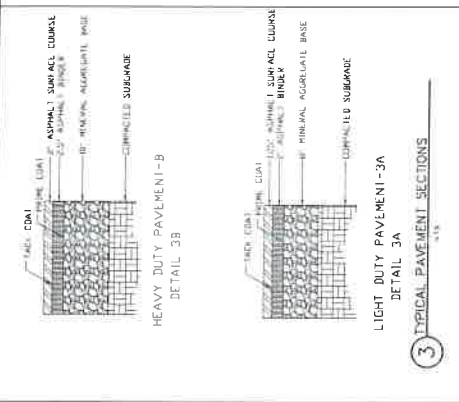 TACK COAT
PRIME COAT
2" ASPHALT SURFACE COURSE
2.5" ASPHALT BINDER
10" MINERAL AGGREGATE BASE
COMPACTED SUBGRADE
HEAVY DUTY PAVEMENT-B
DETAIL 3B
TACK COAT
PRIME COAT
ASPHALT SURFACE COURSE
2" ASPHALT BINDER
MINERAL AGGREGATE BASE
COMPACTED SUBGRADE
LIGHT DUTY PAVEMENT-3A
DETAIL 3A
3 TYPICAL PAVEMENT SECTIONS